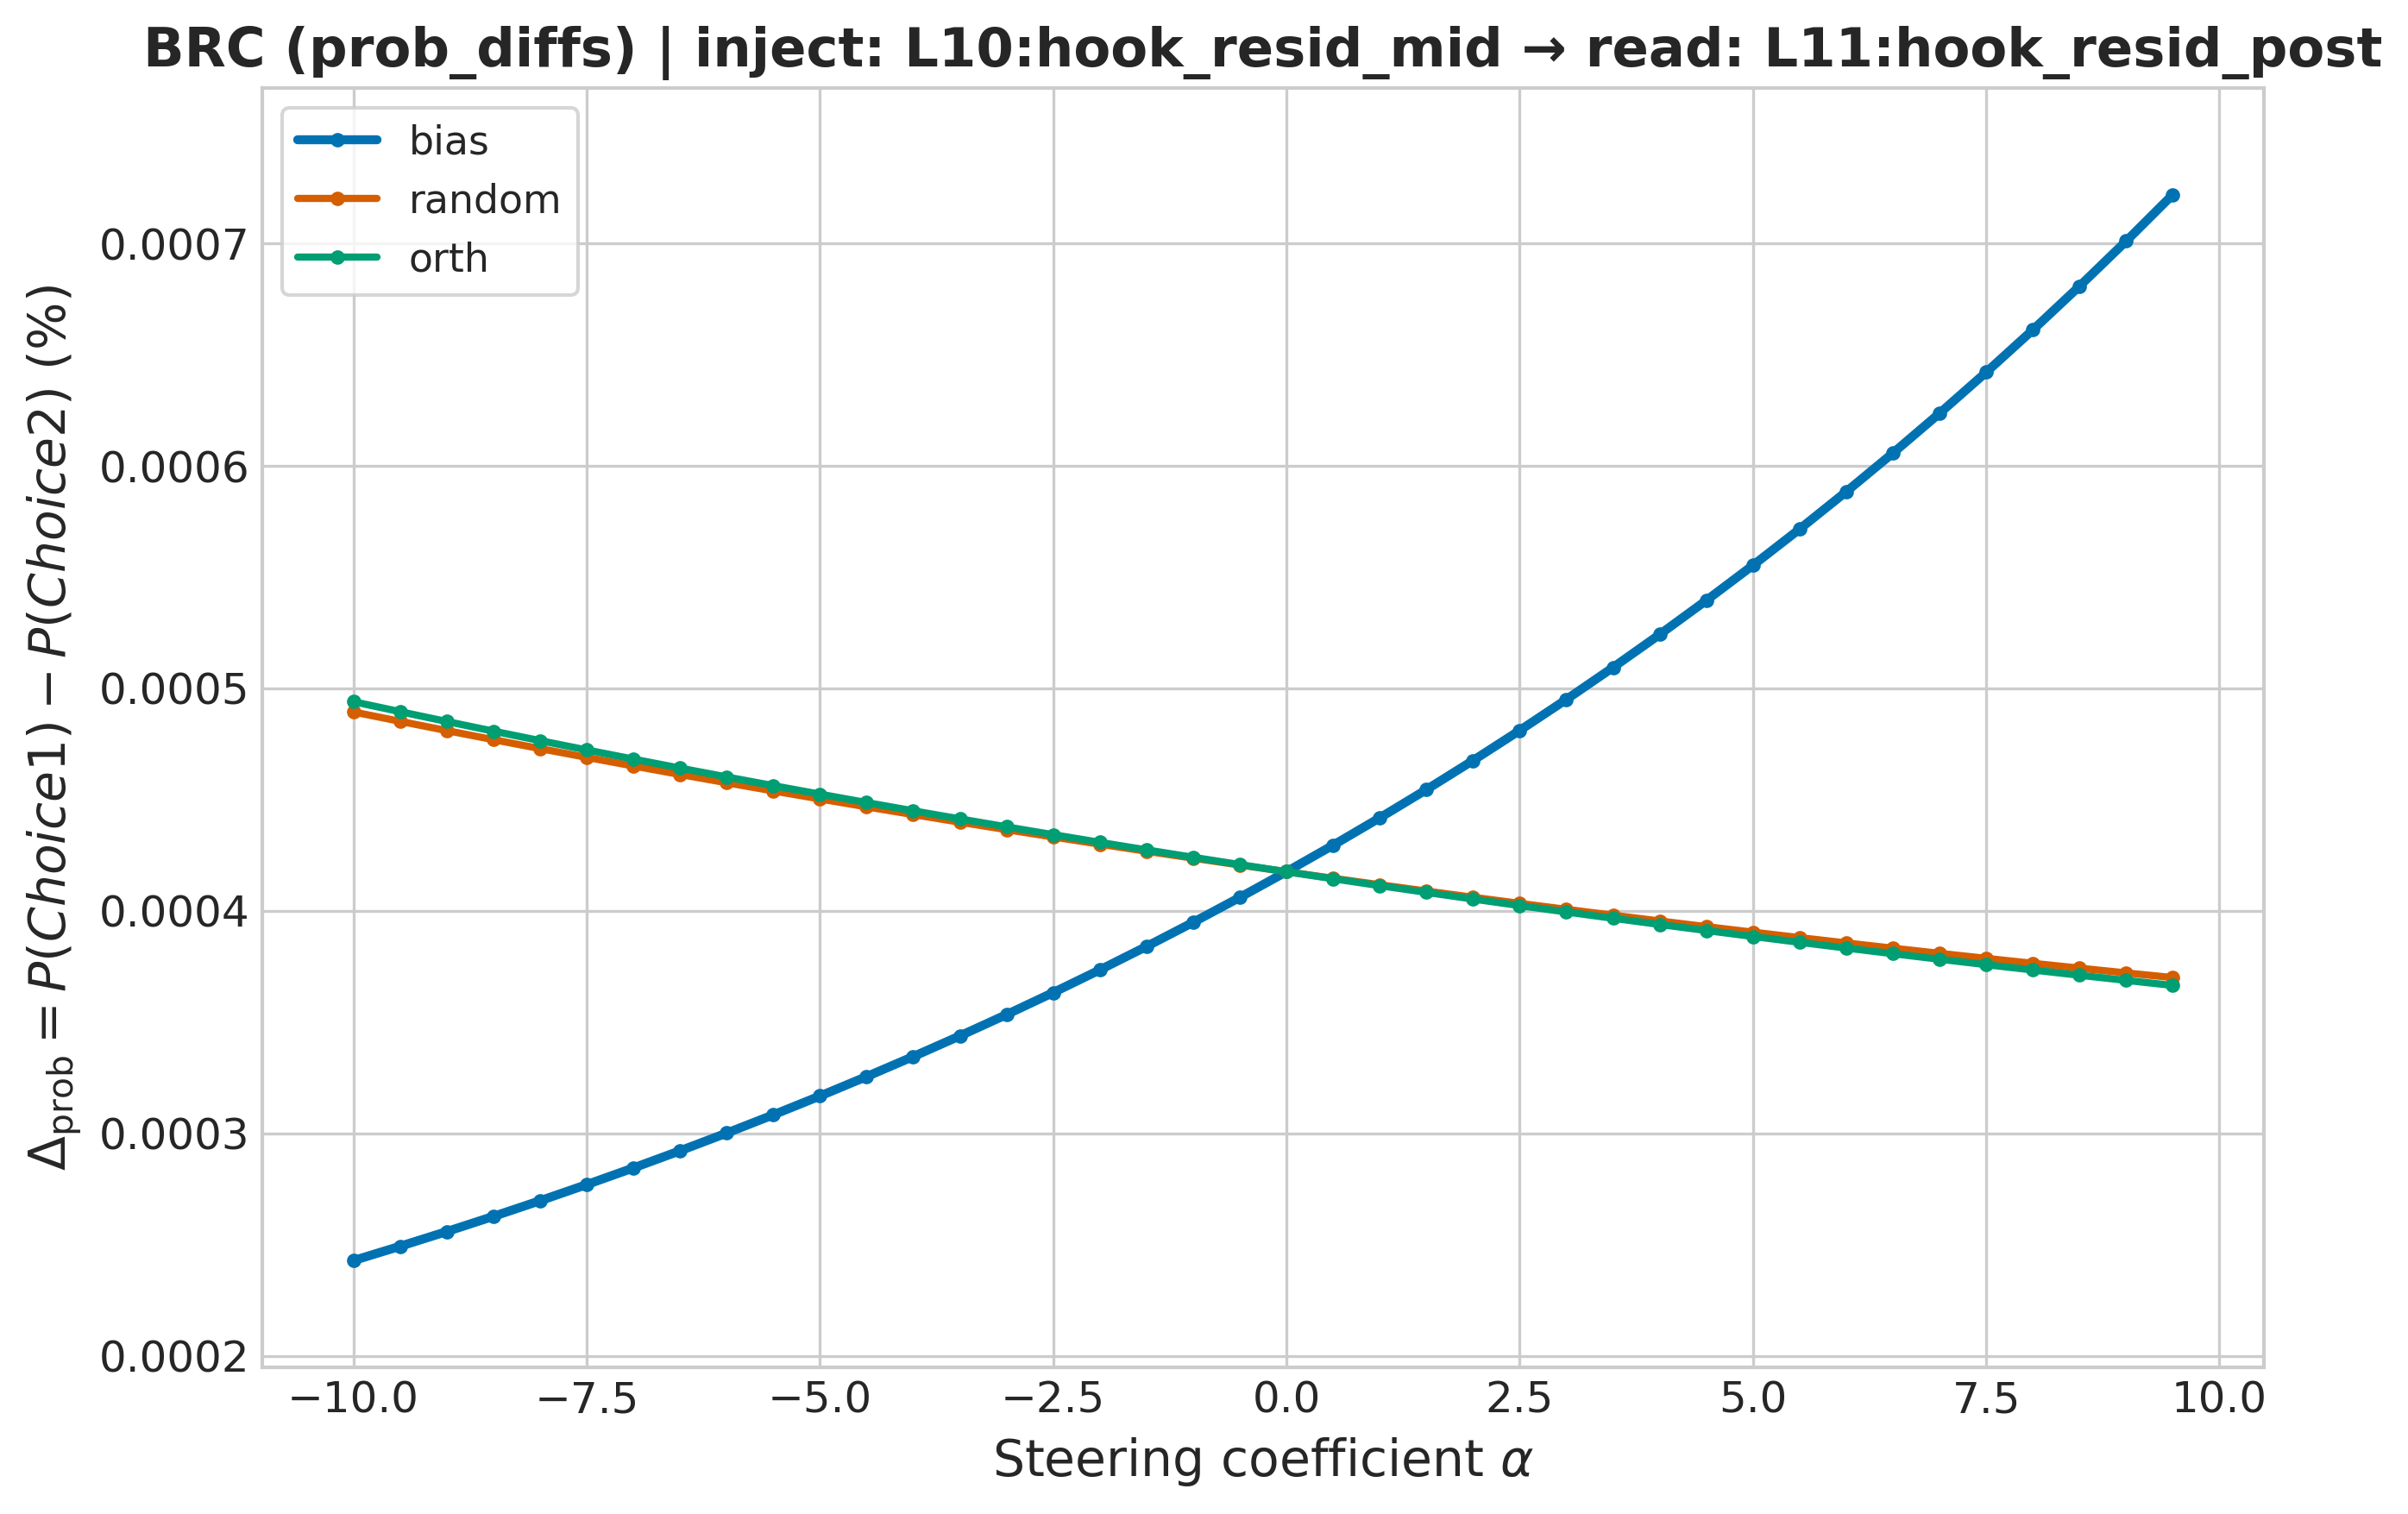 BRC (prob_diffs) | inject: L10:hook_resid_mid → read: L11:hook_resid_post
bias
random
orth
Δprob = P(Choice1) − P(Choice2) (%)
0.0007
0.0006
0.0005
0.0004
0.0003
0.0002
−10.0 −7.5 −5.0 −2.5 0.0 2.5 5.0 7.5 10.0
Steering coefficient α